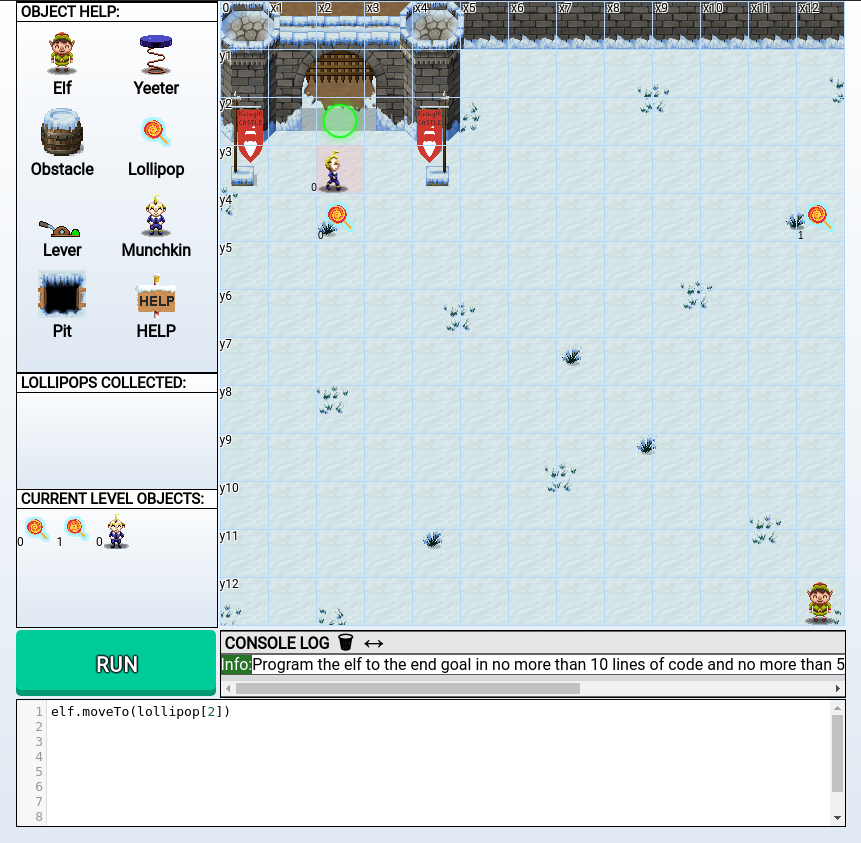 OBJECT HELP:
Elf
Yeeter
Obstacle
Lollipop
Lever
Munchkin
HELP
Pit
HELP
LOLLIPOPS COLLECTED:
CURRENT LEVEL OBJECTS:
0
1
0
0
x1
x2
x3
x4
x5
x6
x7
x8
x9
x10
x11
x12
y1
y2
KringlE
CASTLE
y3
0
y4
0
1
y5
y6
y7
y8
y9
y10
y11
y12
RUN
CONSOLE LOG
Info:Program the elf to the end goal in no more than 10 lines of code and no more than 5
1 elf.moveTo(lollipop[2])
2
3
4
5
6
7
8